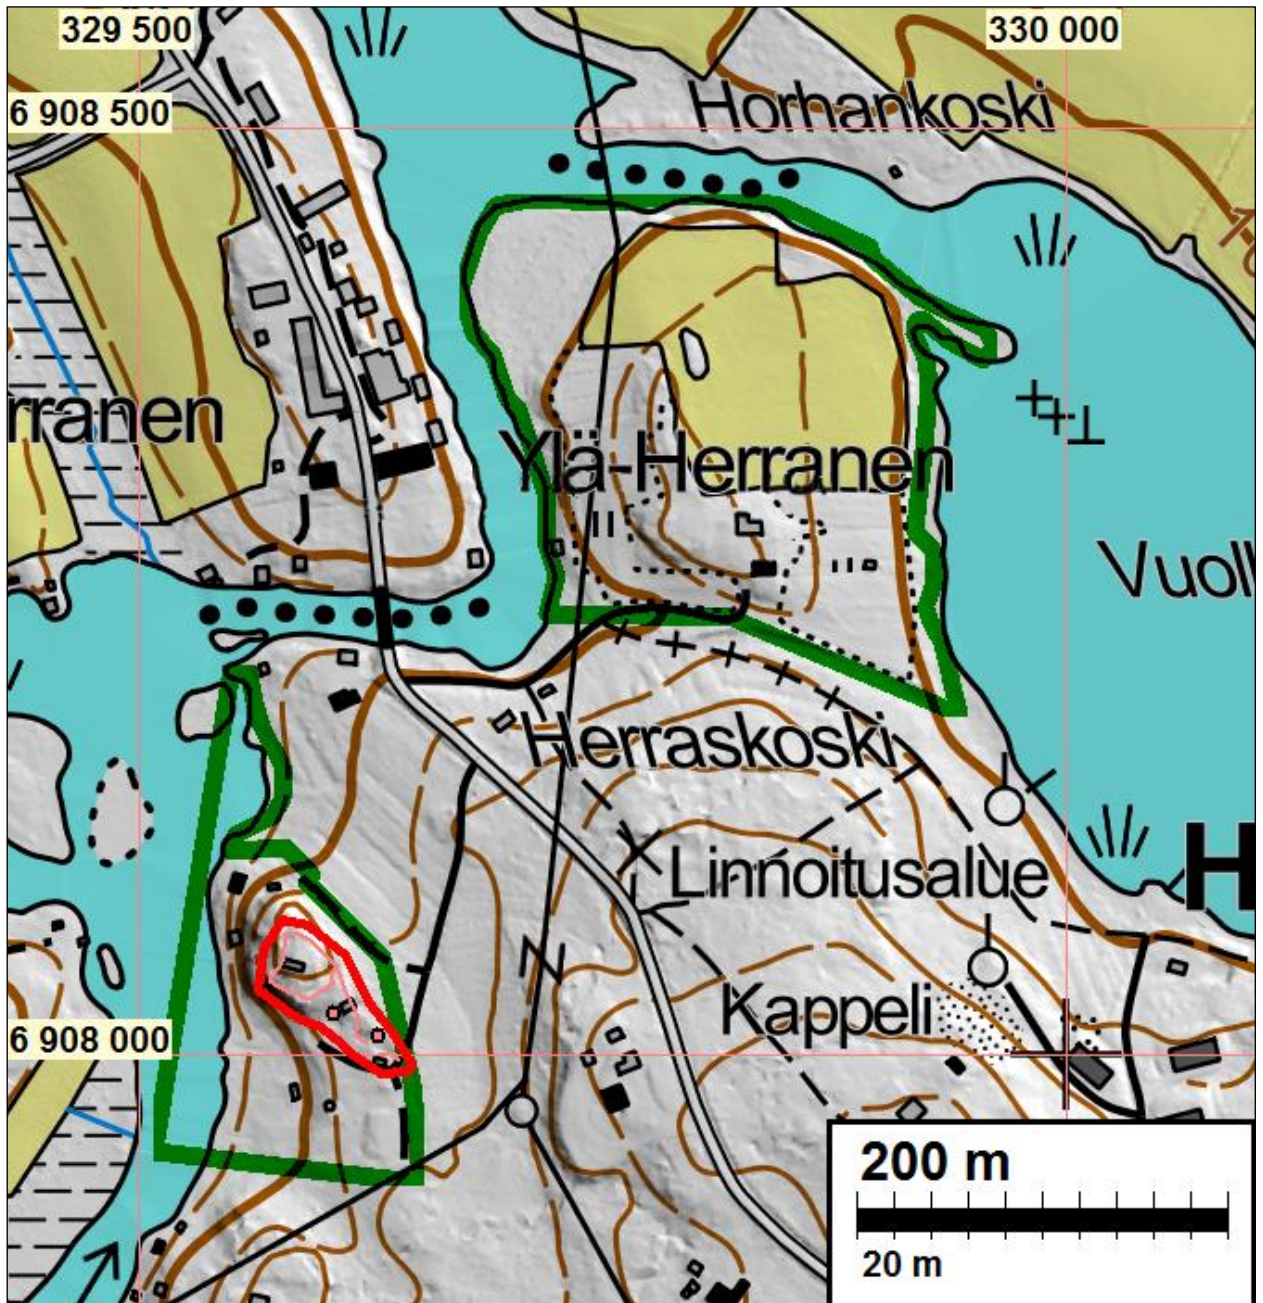 329 500
330 000
6 908 500
Horhankoski
rranen
Ylä-Herranen
Vuoll
Herraskoski
Linnoitusalue
H
Kappeli
6 908 000
200 m
20 m